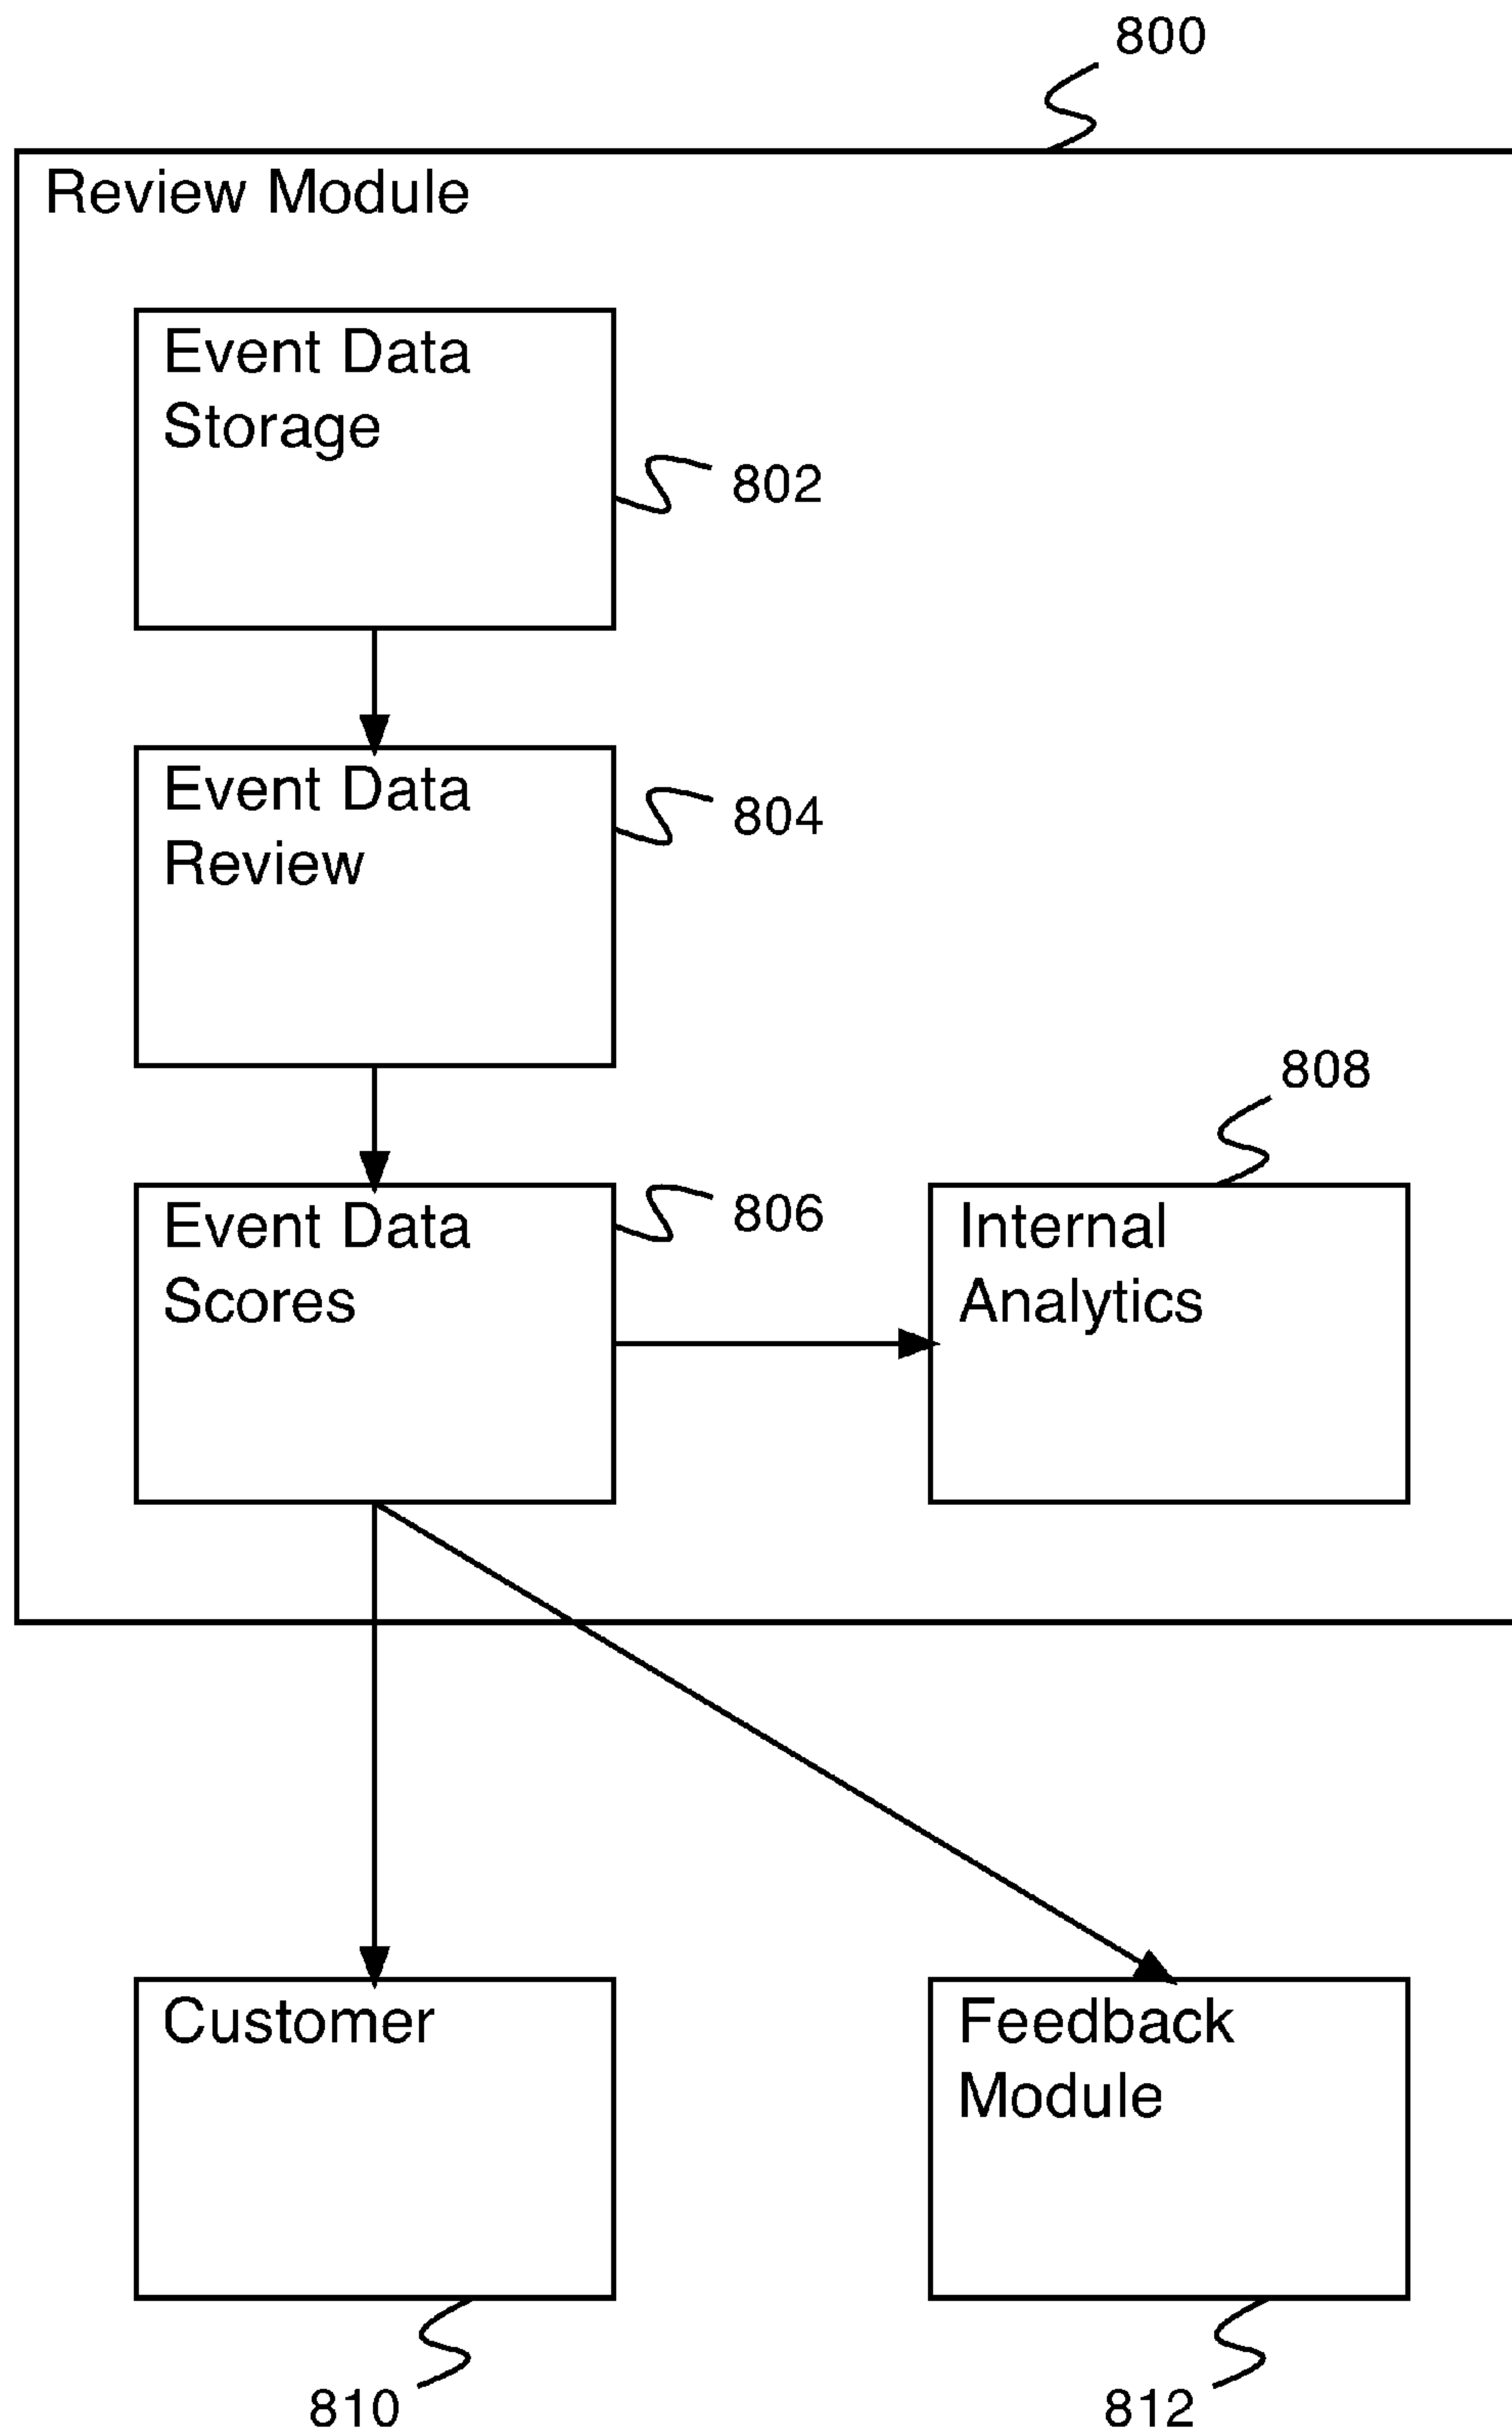 800
Review Module
Event Data
Storage
802
Event Data
Review
804
808
Event Data
Scores
806
Internal
Analytics
Customer
Feedback
Module
810
812